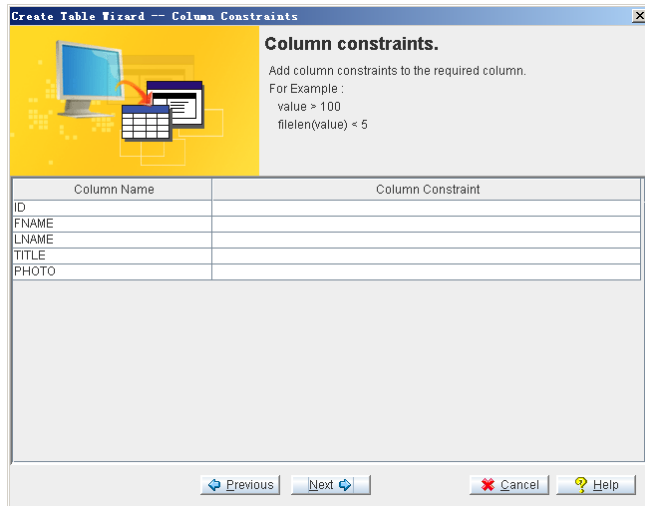 Create Table Wizard -- Column Constraints
Column constraints.
Add column constraints to the required column.
For Example :
value > 100
filelen(value) < 5
Column Name Column Constraint
ID
FNAME
LNAME
TITLE
PHOTO
Previous Next Cancel Help